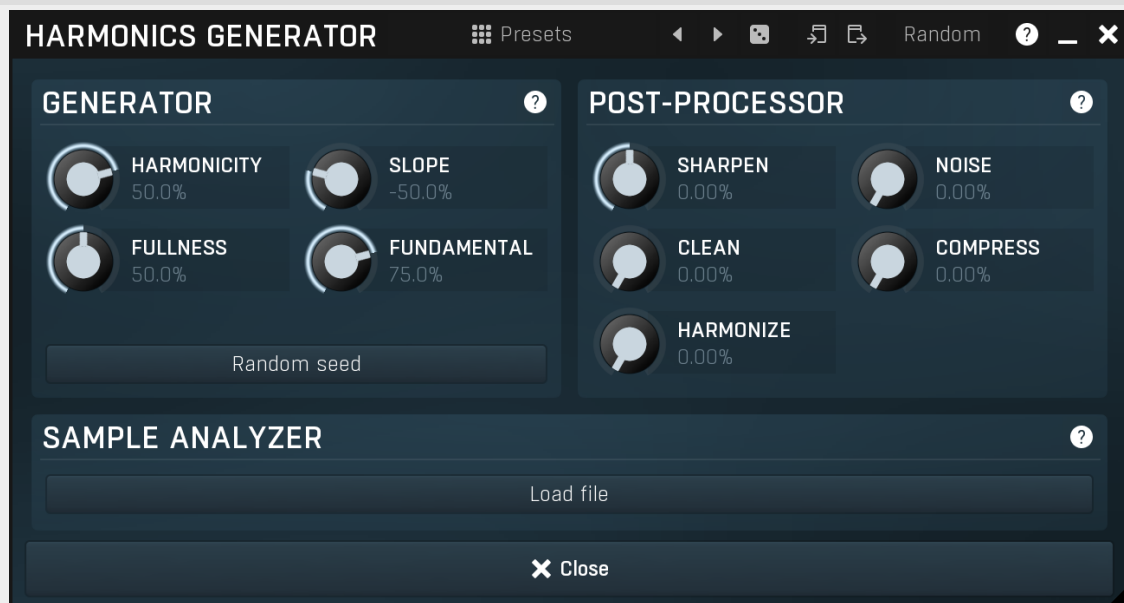 HARMONICS GENERATOR Presets Random ?
GENERATOR ?
HARMONICITY
50.0%
SLOPE
-50.0%
FULLNESS
50.0%
FUNDAMENTAL
75.0%
Random seed
POST-PROCESSOR ?
SHARPEN
0.00%
NOISE
0.00%
CLEAN
0.00%
COMPRESS
0.00%
HARMONIZE
0.00%
SAMPLE ANALYZER ?
Load file
Close